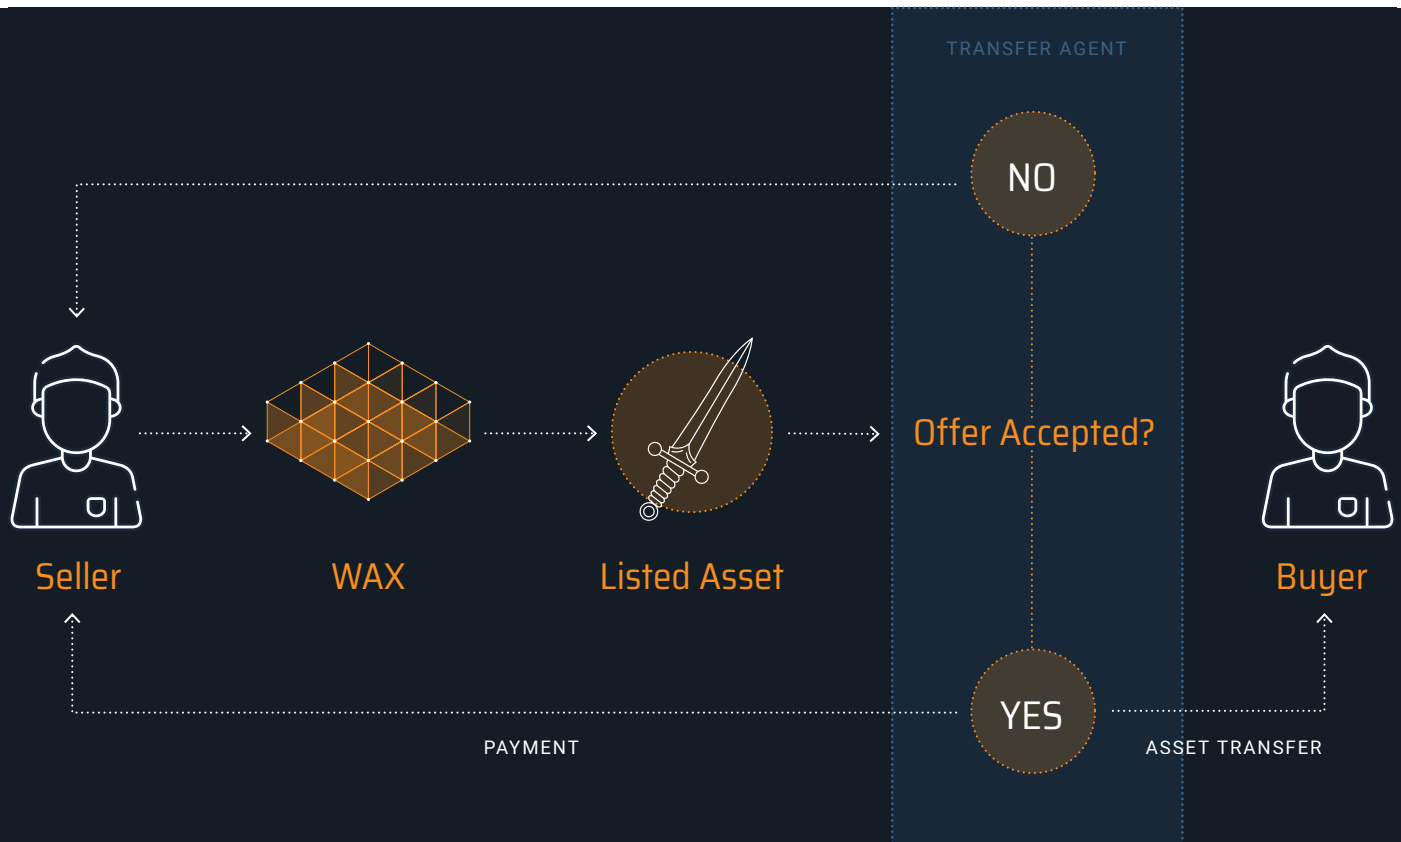 TRANSFER AGENT
NO
Offer Accepted?
Seller
WAX
Listed Asset
Buyer
YES
PAYMENT
ASSET TRANSFER